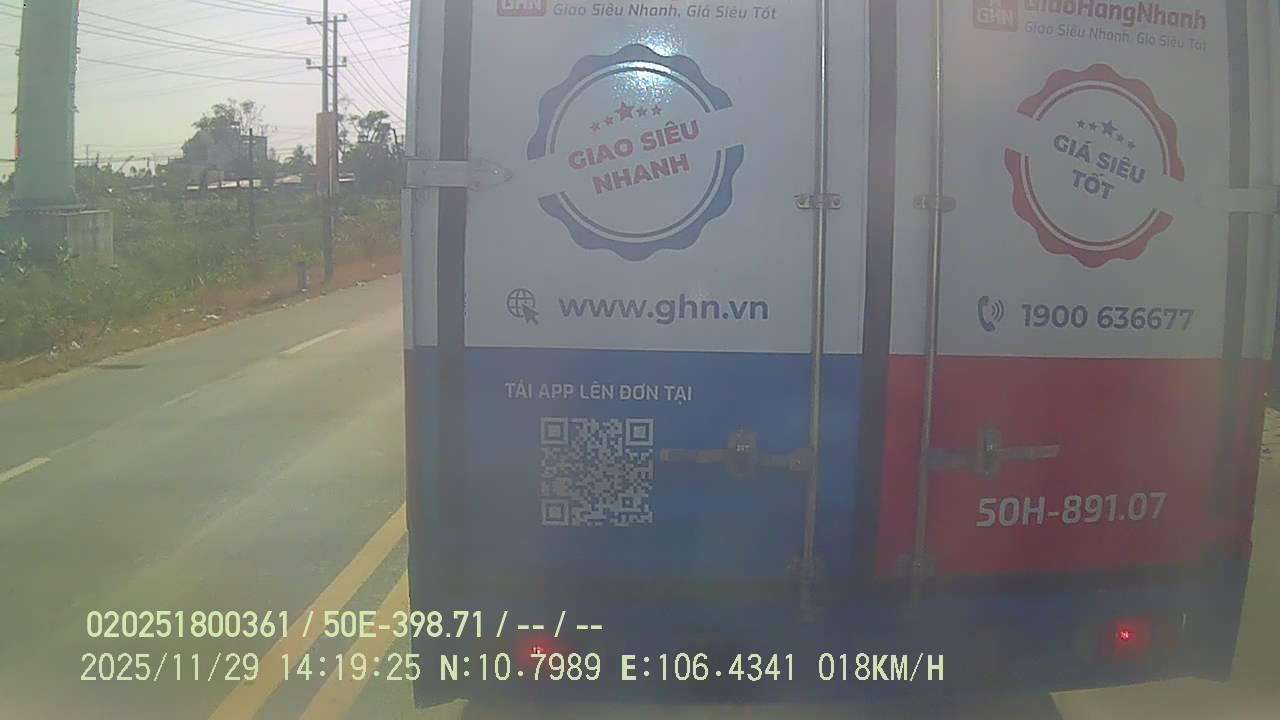 GHN
Giao Siêu Nhanh, Giá Siêu Tốt
GIAO SIÊU
NHANH
www.ghn.vn
TẢI APP LÊN ĐƠN TẠI
GHN
GiaoHangNhanh
Giao Siêu Nhanh, Giá Siêu Tốt
GIÁ SIÊU
TỐT
1900 636677
50H-891.07
020251800361 / 50E-398.71 / -- / --
2025/11/29 14:19:25 N:10.7989 E:106.4341 018KM/H